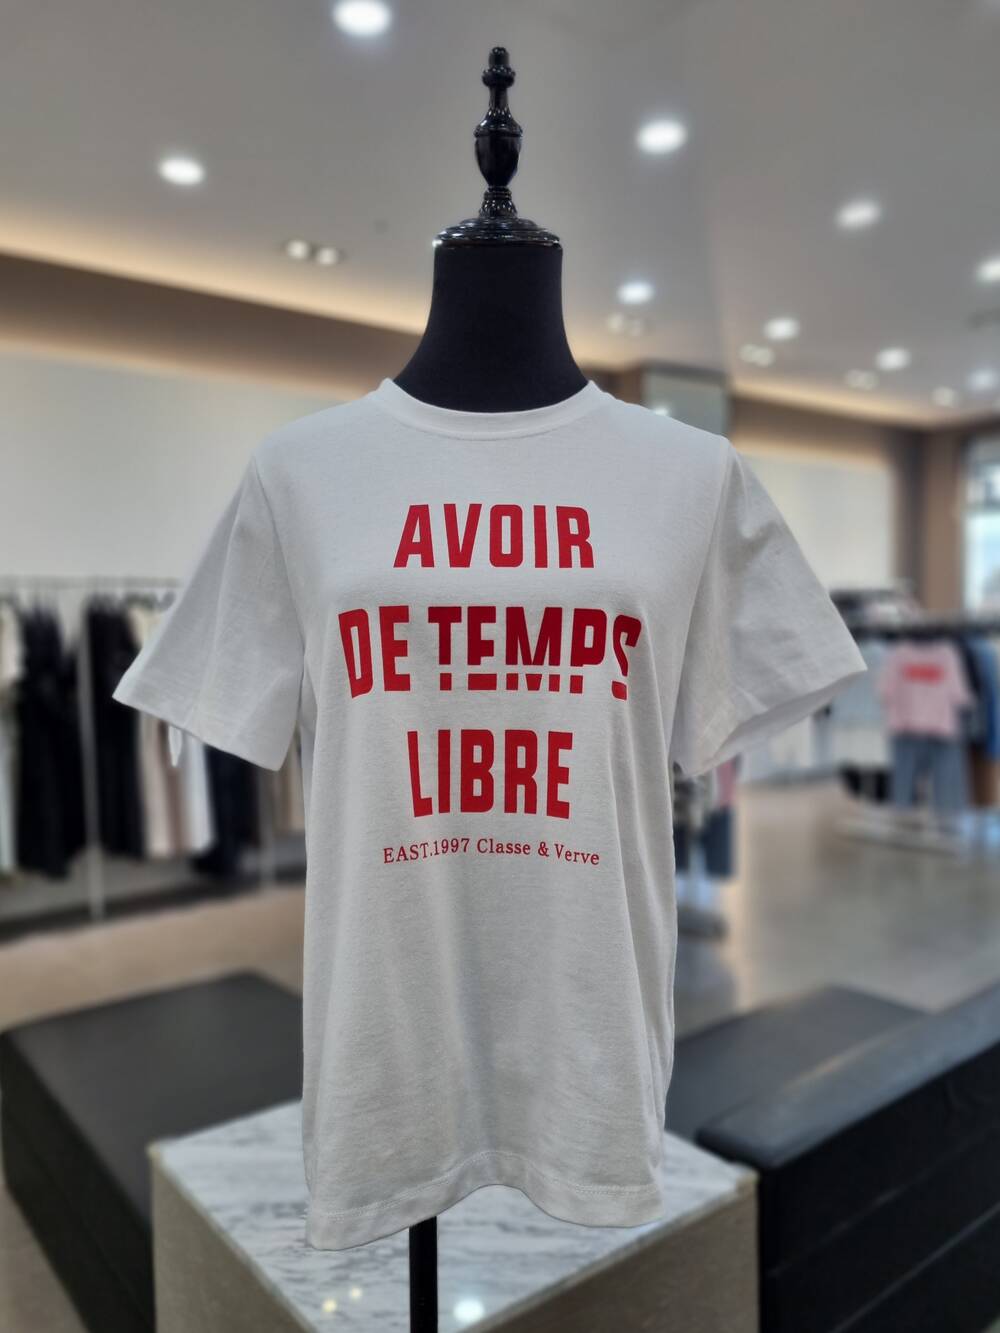 AVOIR
DE TEMPS
LIBRE
EAST.1997 Classe & Verve